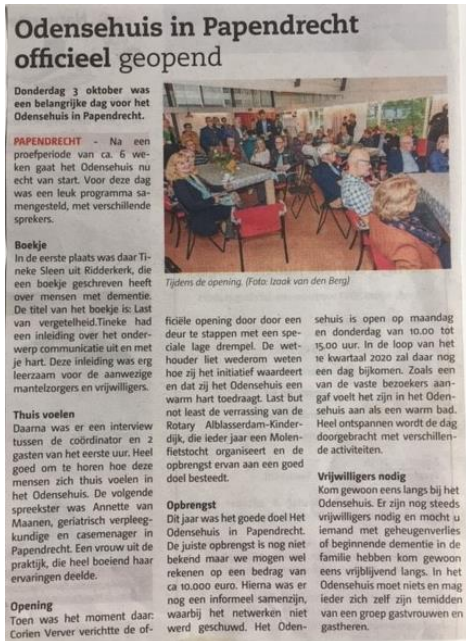 Odensehuis in Papendrecht
officieel geopend
Donderdag 3 oktober was
een belangrijke dag voor het
Odensehuis in Papendrecht.
PAPENDRECHT - Na een
proefperiode van ca. 6 we-
ken gaat het Odensehuis nu
echt van start. Voor deze dag
was een leuk programma sa-
mengesteld, met verschillende
sprekers.
Boekje
In de eerste plaats was daar Ti-
neke Sleen uit Ridderkerk, die
een boekje geschreven heeft
over mensen met dementie.
De titel van het boekje is: Last
van vergetelheid.Tineke had
een inleiding over het onder-
werp communicatie uit en met
je hart. Deze inleiding was erg
leerzaam voor de aanwezige
mantelzorgers en vrijwilligers.
Thuis voelen
Daarna was er een interview
tussen de coördinator en 2
gasten van het eerste uur. Heel
goed om te horen hoe deze
mensen zich thuis voelen in
het Odensehuis. De volgende
spreekster was Annette van
Maanen, geriatrisch verpleeg-
kundige en casemanager in
Papendrecht. Een vrouw uit de
praktijk, die heel boeiend haar
ervaringen deelde.
Opening
Toen was het moment daar:
Corien Verver verichtte de of-
Tijdens de opening. (Foto: Izaak van den Berg)
ficiële opening door door een
deur te stappen met een spe-
ciale lage drempel. De wet-
houder liet wederom weten
hoe zij het initiatief waardeert
en dat zij het Odensehuis een
warm hart toedraagt. Last but
not least de verrassing van de
Rotary Alblasserdam-Kinder-
dijk, die ieder jaar een Molen-
fietstocht organiseert en de
opbrengst ervan aan een goed
doel besteedt.
Opbrengst
Dit jaar was het goede doel Het
Odensehuis in Papendrecht.
De juiste opbrengst is nog niet
bekend maar we mogen wel
rekenen op een bedrag van
ca 10.000 euro. Hierna was er
nog een informeel samenzijn,
waarbij het netwerken niet
werd geschuwd. Het Oden-
sehuis is open op maandag
en donderdag van 10.00 tot
15.00 uur. In de loop van het
1e kwartaal 2020 zal daar nog
een dag bijkomen. Zoals een
van de vaste bezoekers aan-
gaf voelt het zijn in het Oden-
sehuis aan als een warm bad.
Heel ontspannen wordt de dag
doorgebracht met verschillen-
de activiteiten.
Vrijwilligers nodig
Kom gewoon eens langs bij het
Odensehuis. Er zijn nog steeds
vrijwilligers nodig en mocht u
iemand met geheugenverlies
of beginnende dementie in de
familie hebben kom gewoon
eens vrijblijvend langs. In het
Odensehuis moet niets en mag
ieder zich zelf zijn temidden
van een groep gastvrouwen en
gastheren.